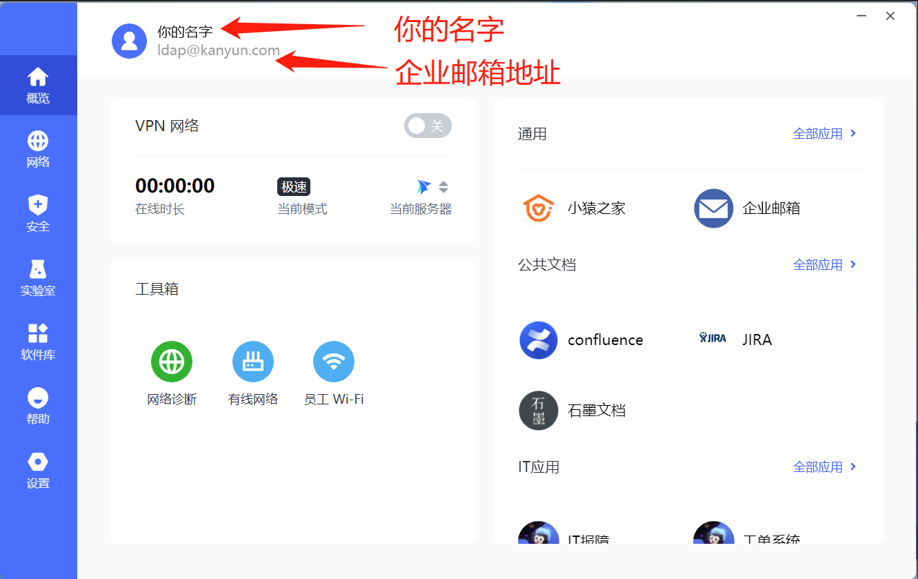 你的名字
你的名字
ldap@kanyun.com
企业邮箱地址
概览
网络
安全
实验室
软件库
帮助
设置
VPN 网络
关
00:00:00
极速
在线时长
当前模式
当前服务器
工具箱
网络诊断
有线网络
员工 Wi-Fi
通用
全部应用
小猿之家
企业邮箱
公共文档
全部应用
confluence
JIRA
JIRA
石墨
石墨文档
IT应用
全部应用
IT报障
工单系统